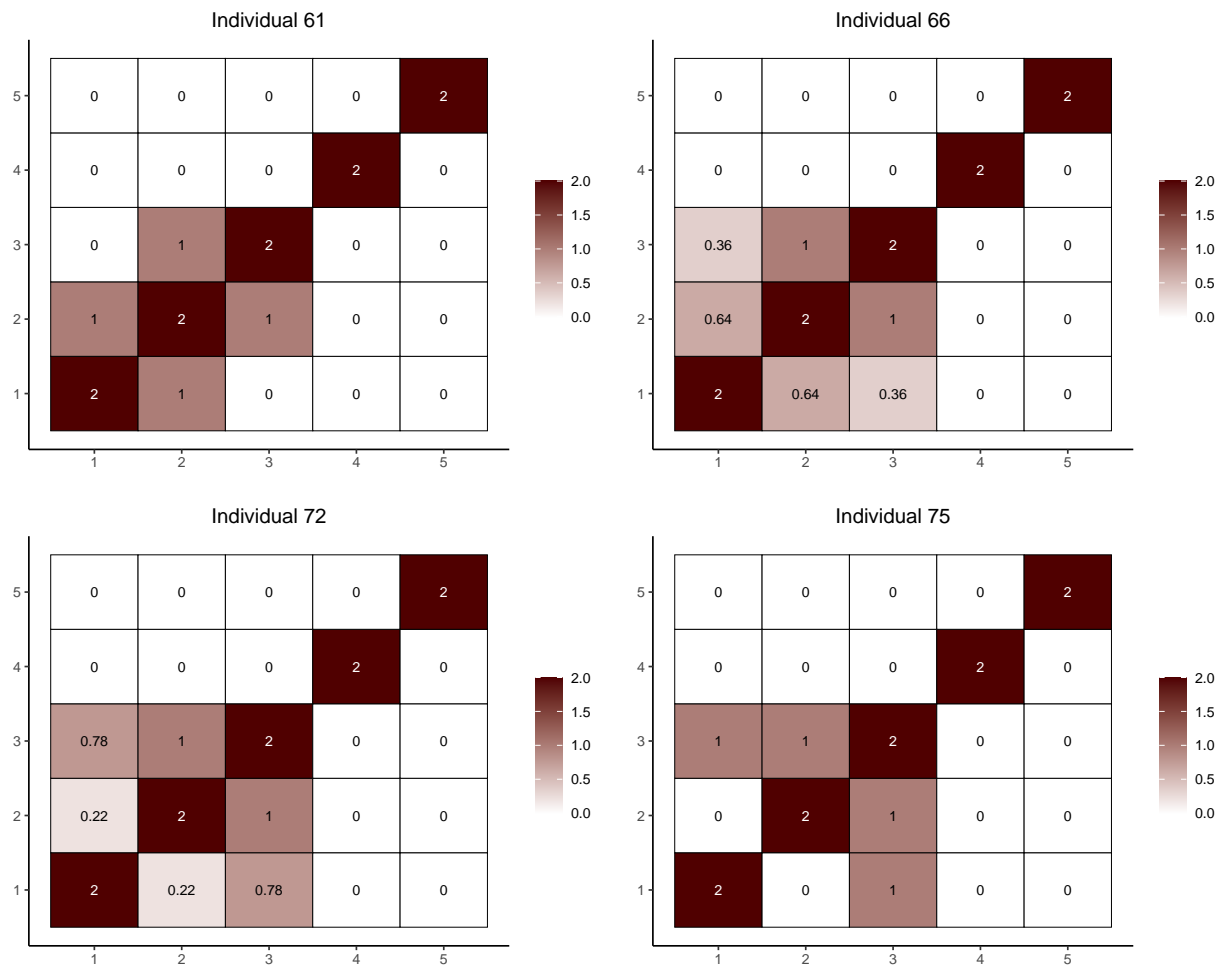 Individual 61
5 0 0 0 0 2
4 0 0 0 2 0
3 0 1 2 0 0
2 1 2 1 0 0
1 2 1 0 0 0
1 2 3 4 5
2.0
1.5
1.0
0.5
0.0
Individual 66
5 0 0 0 0 2
4 0 0 0 2 0
3 0.36 1 2 0 0
2 0.64 2 1 0 0
1 2 0.64 0.36 0 0
1 2 3 4 5
2.0
1.5
1.0
0.5
0.0
Individual 72
5 0 0 0 0 2
4 0 0 0 2 0
3 0.78 1 2 0 0
2 0.22 2 1 0 0
1 2 0.22 0.78 0 0
1 2 3 4 5
2.0
1.5
1.0
0.5
0.0
Individual 75
5 0 0 0 0 2
4 0 0 0 2 0
3 1 1 2 0 0
2 0 2 1 0 0
1 2 0 1 0 0
1 2 3 4 5
2.0
1.5
1.0
0.5
0.0